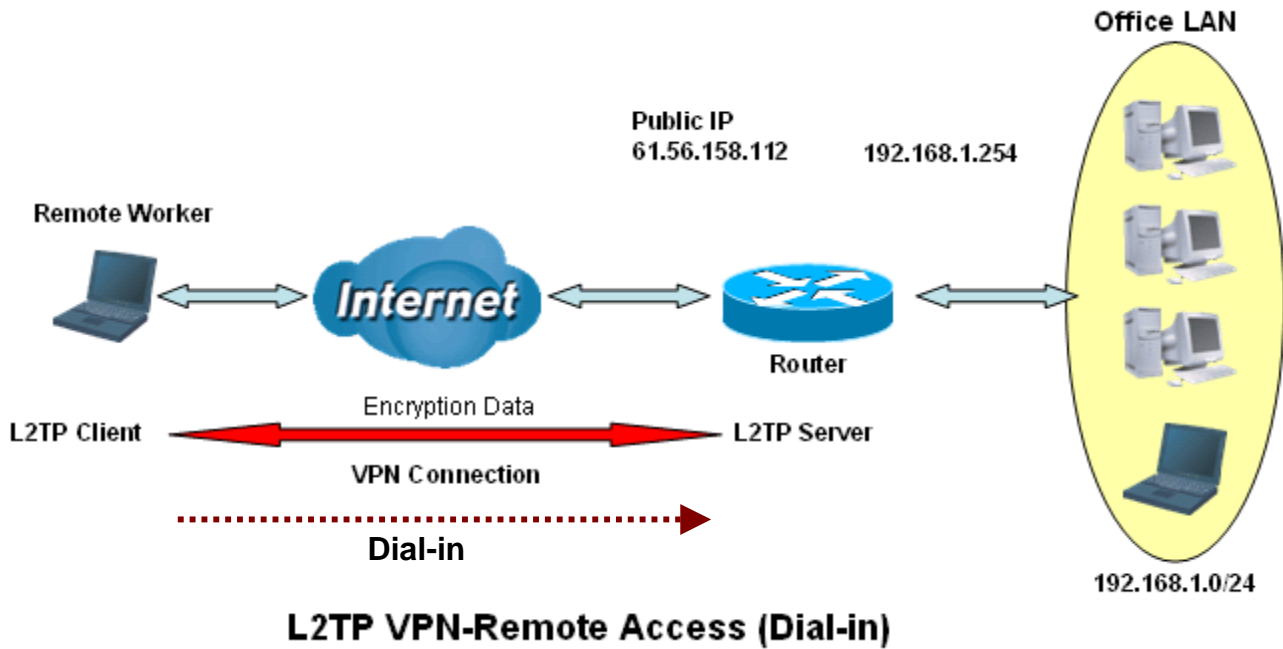 Office LAN
Public IP
61.56.158.112
192.168.1.254
Remote Worker
Internet
Router
Encryption Data
L2TP Client
L2TP Server
VPN Connection
Dial-in
192.168.1.0/24
L2TP VPN-Remote Access (Dial-in)